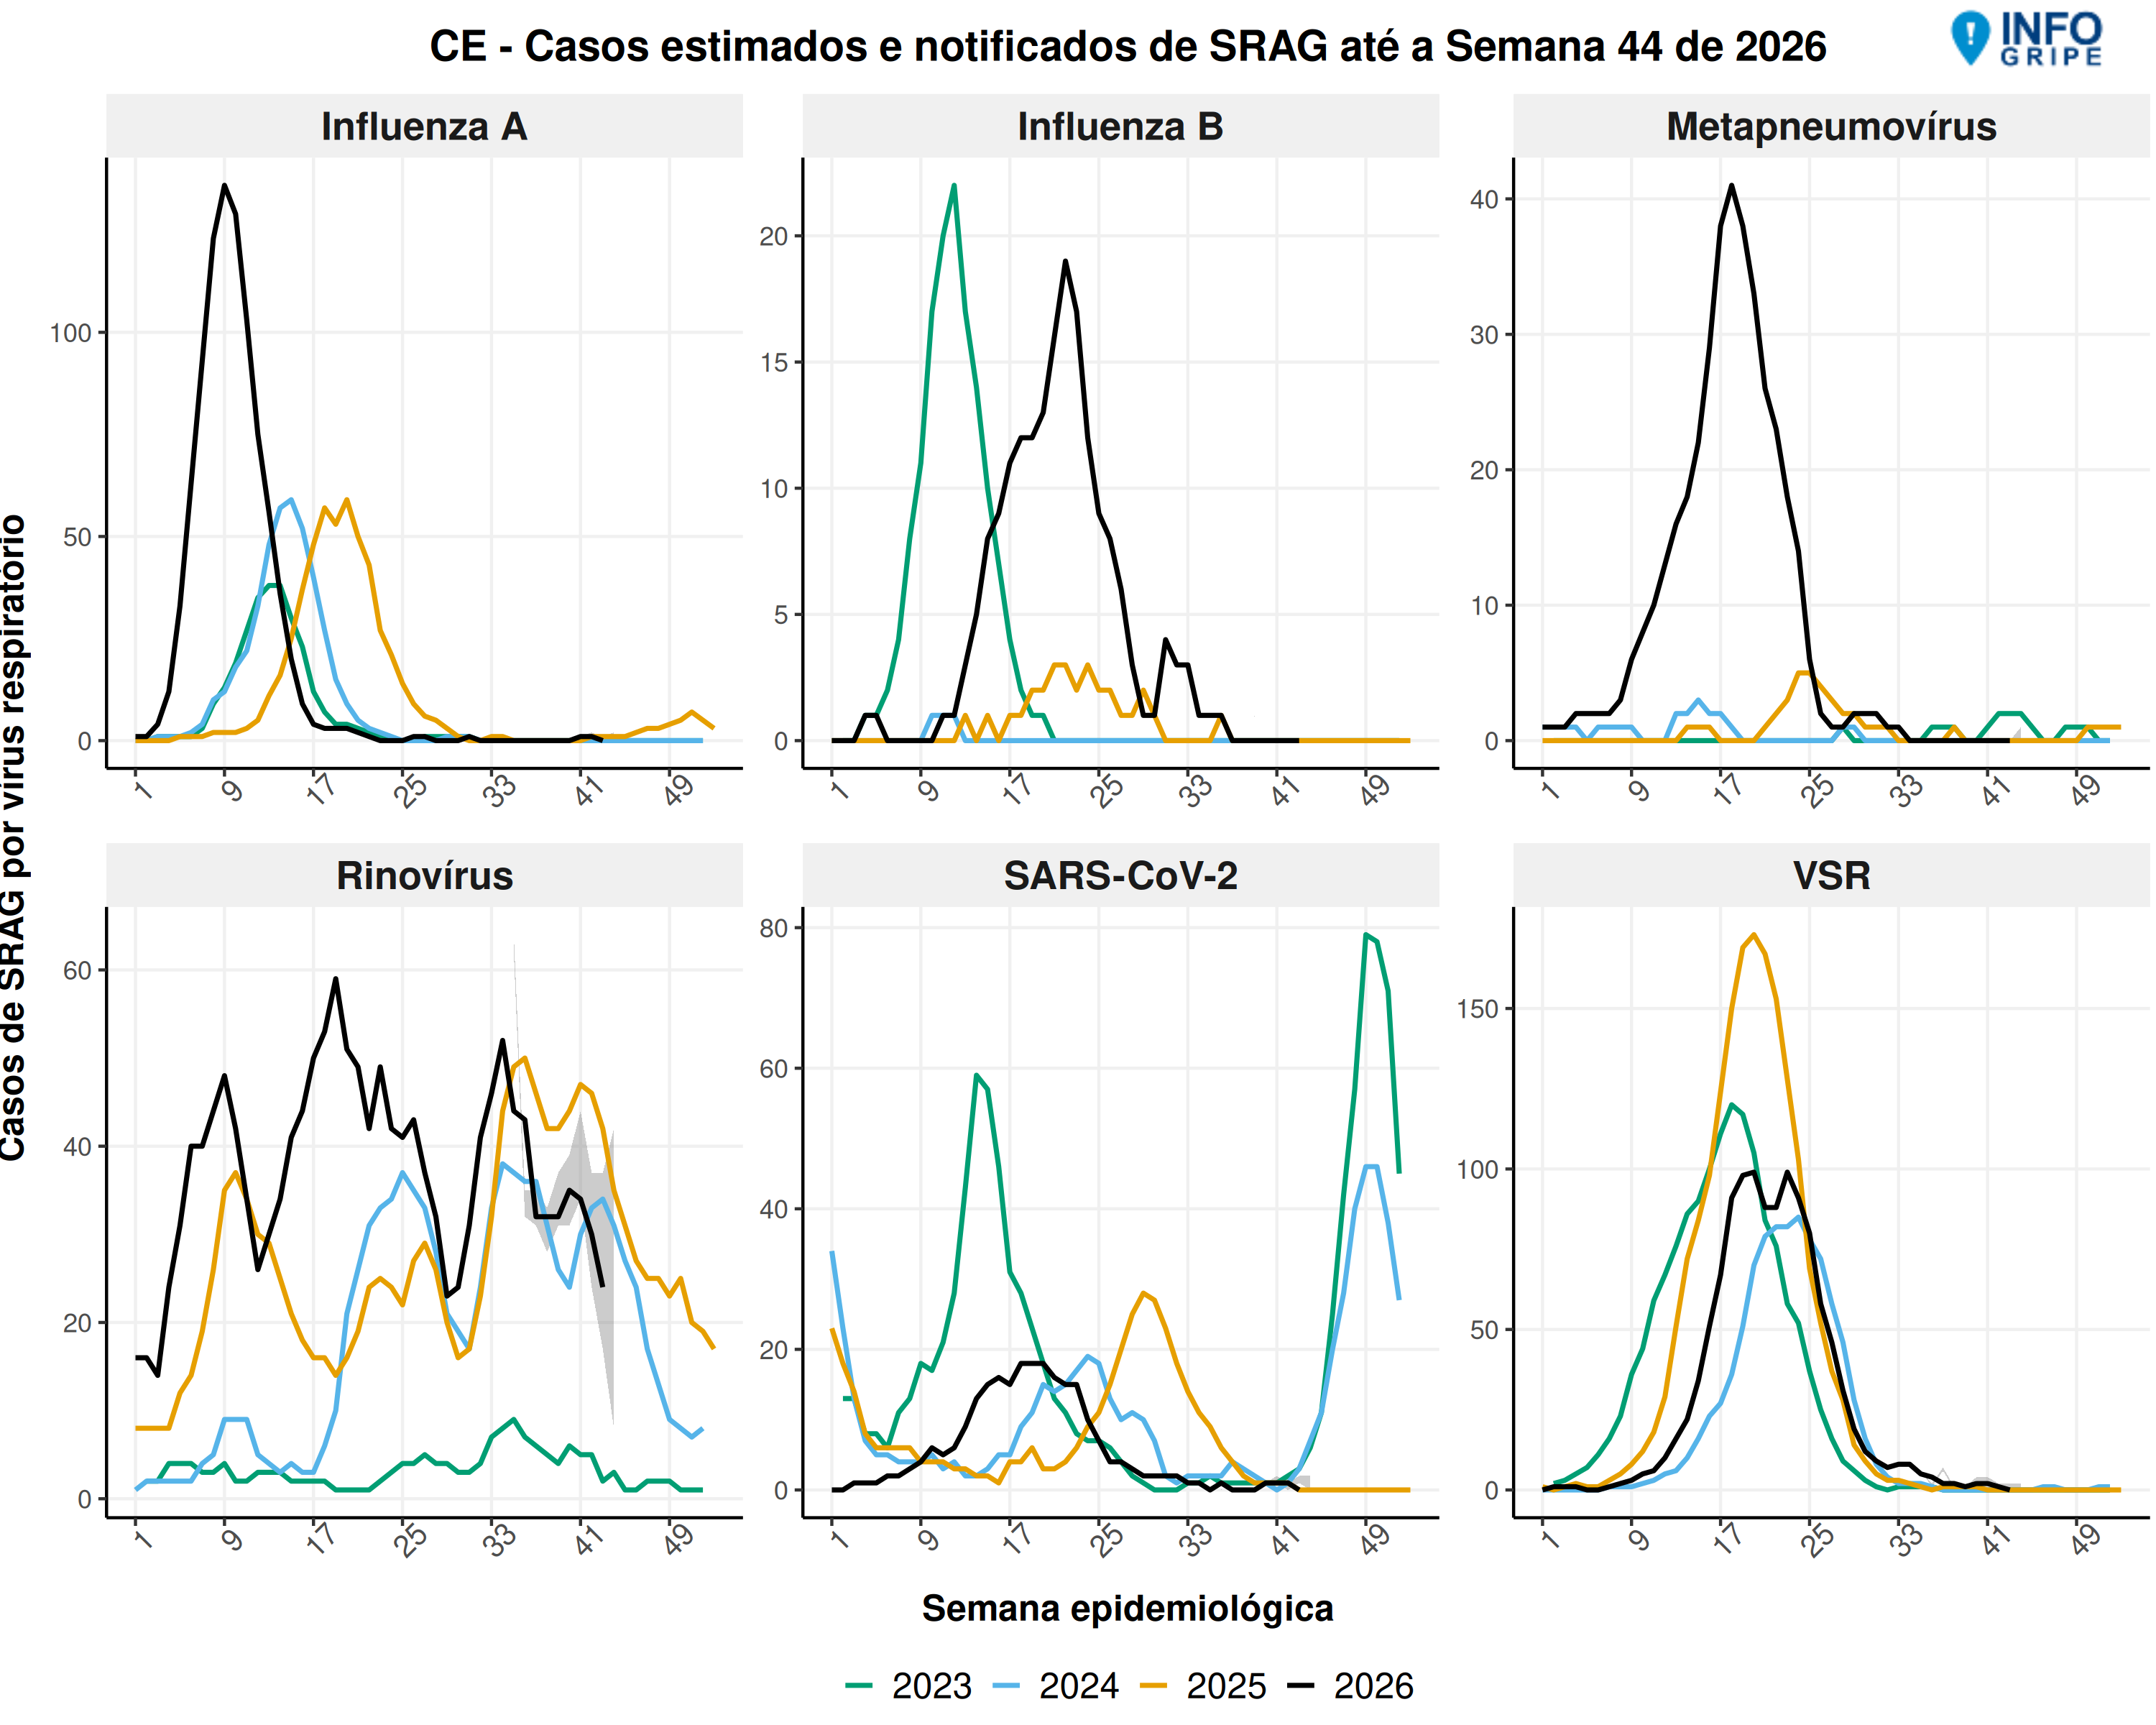 CE - Casos estimados e notificados de SRAG até a Semana 44 de 2026
INFO
GRIPE
Casos de SRAG por vírus respiratório
Influenza A
100
50
0
1 9 17 25 33 41 49
Influenza B
20
15
10
5
0
1 9 17 25 33 41 49
Metapneumovírus
40
30
20
10
0
1 9 17 25 33 41 49
Rinovírus
60
40
20
0
1 9 17 25 33 41 49
SARS-CoV-2
80
60
40
20
0
1 9 17 25 33 41 49
VSR
150
100
50
0
1 9 17 25 33 41 49
Semana epidemiológica
2023 2024 2025 2026